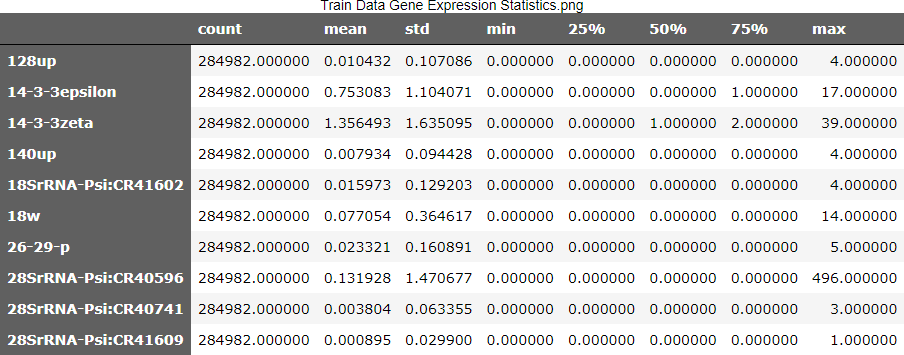 Train Data Gene Expression Statistics.png
count mean std min 25% 50% 75% max
128up 284982.000000 0.010432 0.107086 0.000000 0.000000 0.000000 0.000000 4.000000
14-3-3epsilon 284982.000000 0.753083 1.104071 0.000000 0.000000 0.000000 1.000000 17.000000
14-3-3zeta 284982.000000 1.356493 1.635095 0.000000 0.000000 1.000000 2.000000 39.000000
140up 284982.000000 0.007934 0.094428 0.000000 0.000000 0.000000 0.000000 4.000000
18SrRNA-Psi:CR41602 284982.000000 0.015973 0.129203 0.000000 0.000000 0.000000 0.000000 4.000000
18w 284982.000000 0.077054 0.364617 0.000000 0.000000 0.000000 0.000000 14.000000
26-29-p 284982.000000 0.023321 0.160891 0.000000 0.000000 0.000000 0.000000 5.000000
28SrRNA-Psi:CR40596 284982.000000 0.131928 1.470677 0.000000 0.000000 0.000000 0.000000 496.000000
28SrRNA-Psi:CR40741 284982.000000 0.003804 0.063355 0.000000 0.000000 0.000000 0.000000 3.000000
28SrRNA-Psi:CR41609 284982.000000 0.000895 0.029900 0.000000 0.000000 0.000000 0.000000 1.000000